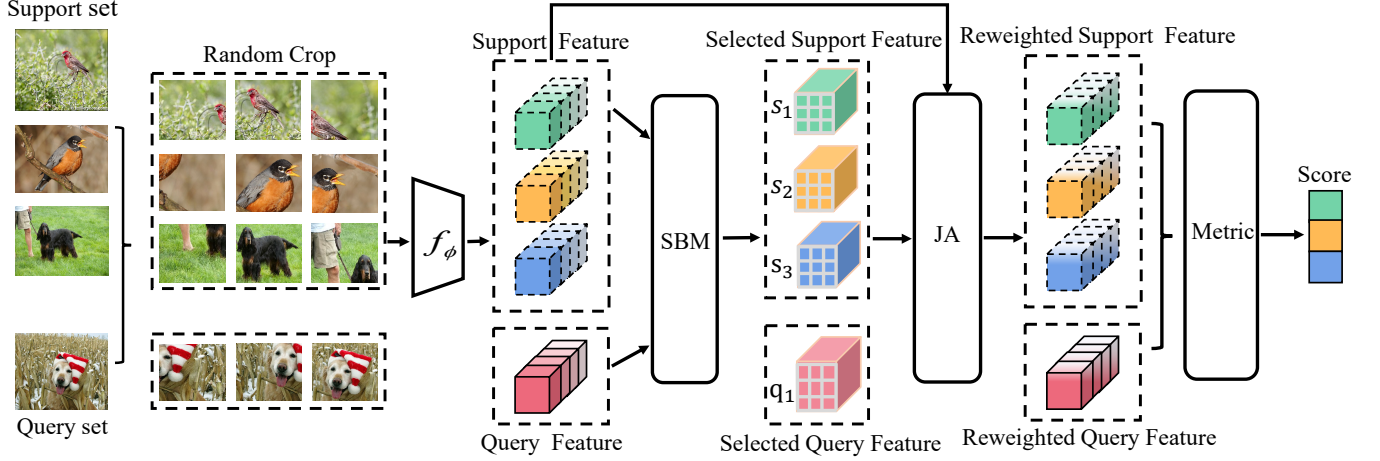 Support set
Random Crop
Support Feature
Selected Support Feature
Reweighted Support Feature
s₁
s₂
s₃
f_ϕ
SBM
JA
Metric
Score
q₁
Query set
Query Feature
Selected Query Feature
Reweighted Query Feature